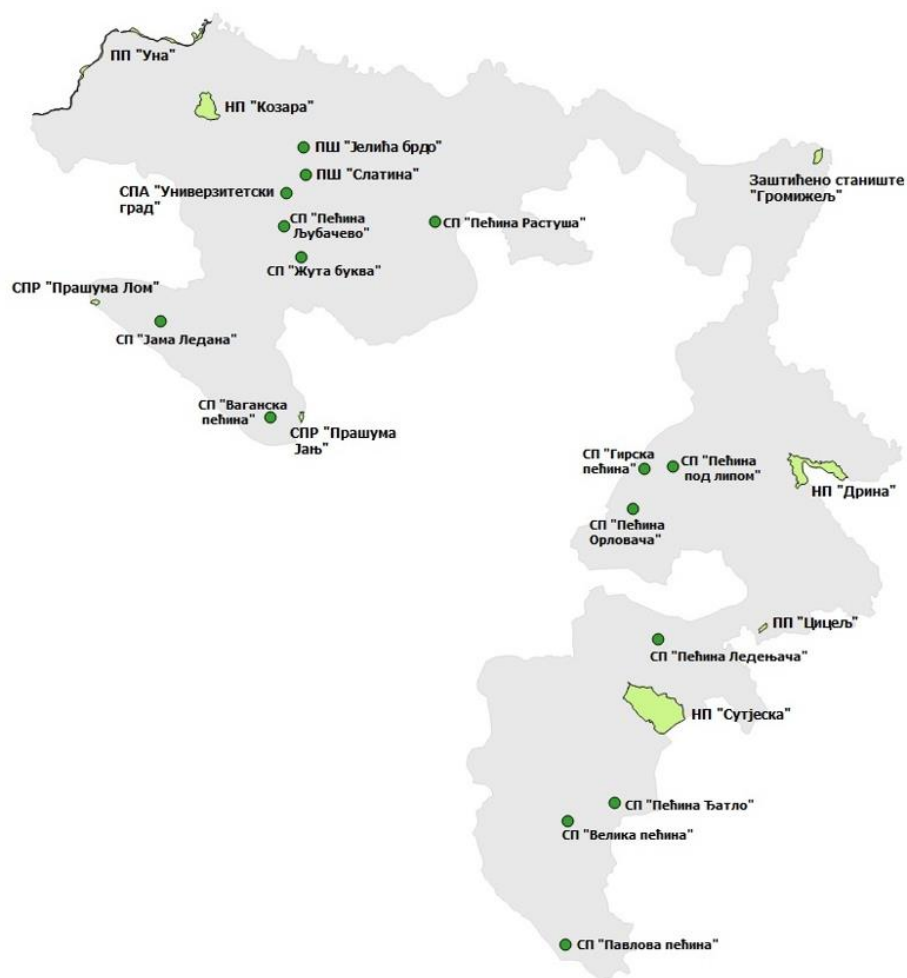 ПП "Уна"
НП "Козара"
ПШ "Јелића брдо"
ПШ "Слатина"
СПА "Универзитетски
град"
СП "Пећина
Љубачево"
СП "Пећина Растуша"
СП "Жута буква"
Заштићено станиште
"Громижељ"
СПР "Прашума Лом"
СП "Јама Ледана"
СП "Ваганска
пећина"
СПР "Прашума
Јањ"
СП "Гирска
пећина"
СП "Пећина
под липом"
НП "Дрина"
СП "Пећина
Орловача"
ПП "Цицељ"
СП "Пећина Ледењача"
НП "Сутјеска"
СП "Пећина Ђатло"
СП "Велика пећина"
СП "Павлова пећина"